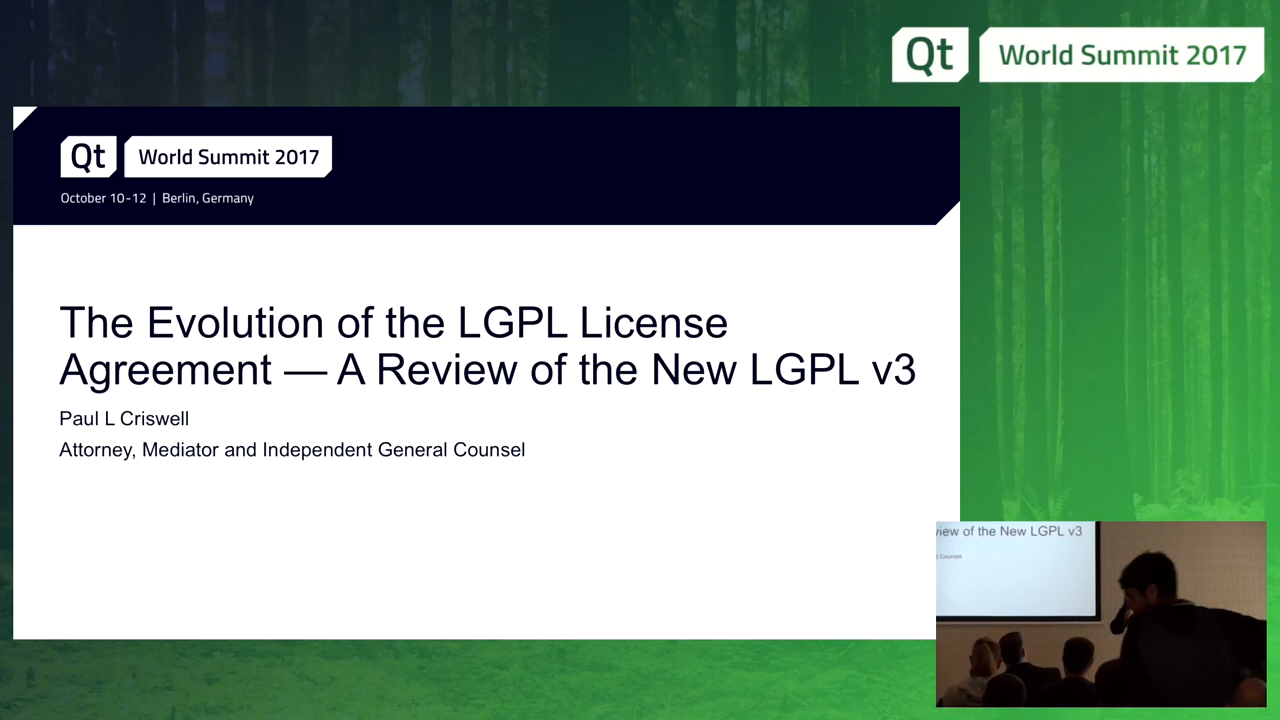 Qt World Summit 2017
Qt World Summit 2017
October 10-12 | Berlin, Germany
The Evolution of the LGPL License
Agreement — A Review of the New LGPL v3
Paul L Criswell
Attorney, Mediator and Independent General Counsel
view of the New LGPL v3
Counsel